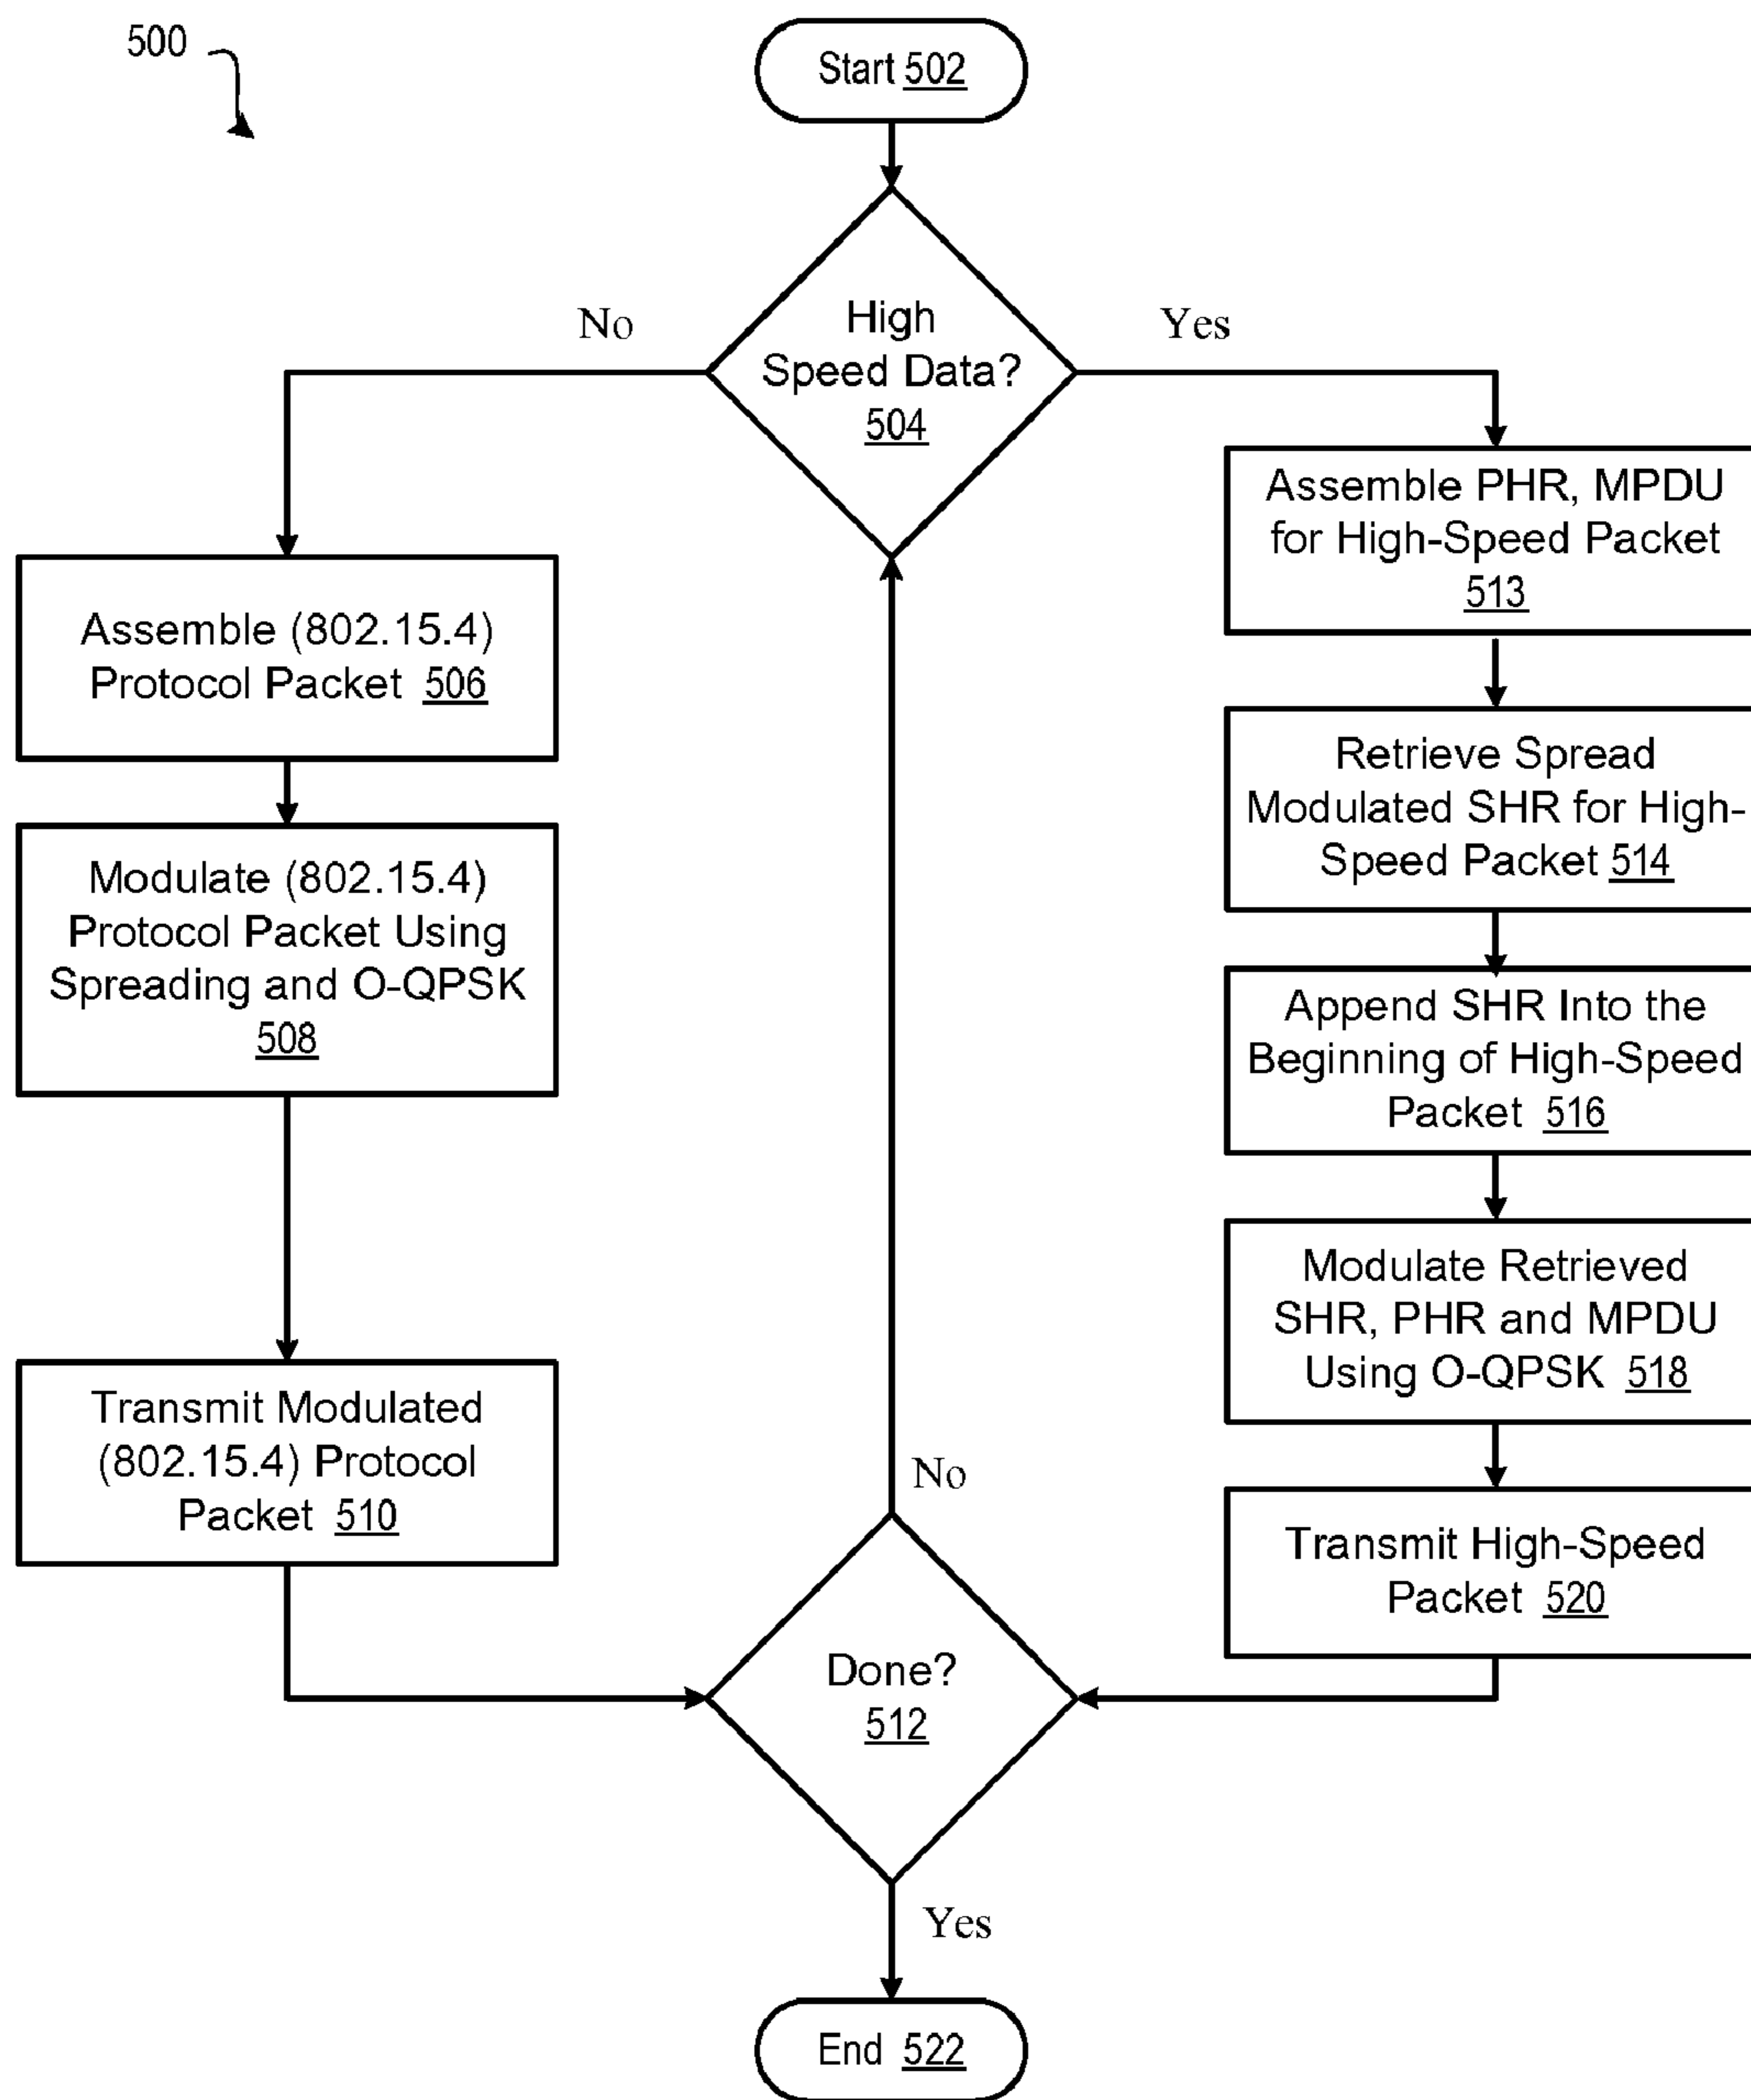 500
Start 502
High
Speed Data?
504
No
Yes
Assemble (802.15.4)
Protocol Packet 506
Modulate (802.15.4)
Protocol Packet Using
Spreading and O-QPSK
508
Transmit Modulated
(802.15.4) Protocol
Packet 510
Assemble PHR, MPDU
for High-Speed Packet
513
Retrieve Spread
Modulated SHR for High-
Speed Packet 514
Append SHR Into the
Beginning of High-Speed
Packet 516
Modulate Retrieved
SHR, PHR and MPDU
Using O-QPSK 518
Transmit High-Speed
Packet 520
No
Done?
512
Yes
End 522